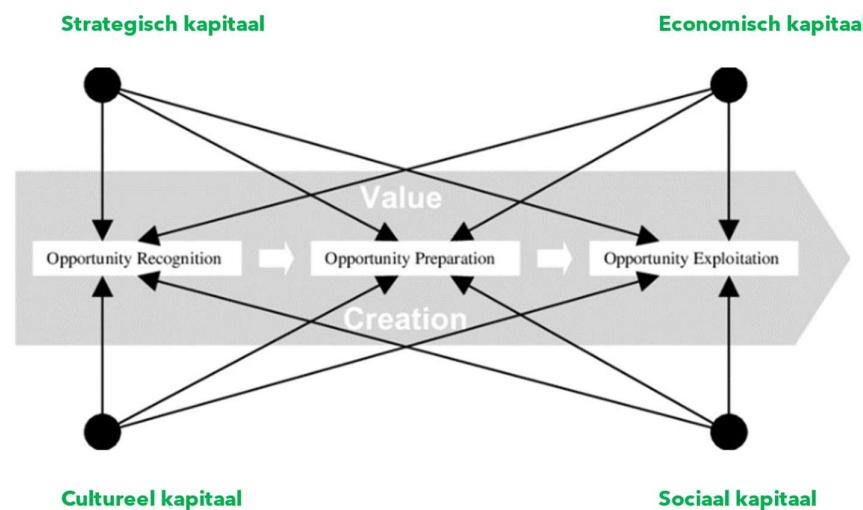 Strategisch kapitaal
Economisch kapitaa
Value
Opportunity Recognition
Opportunity Preparation
Opportunity Exploitation
Creation
Cultureel kapitaal
Sociaal kapitaal